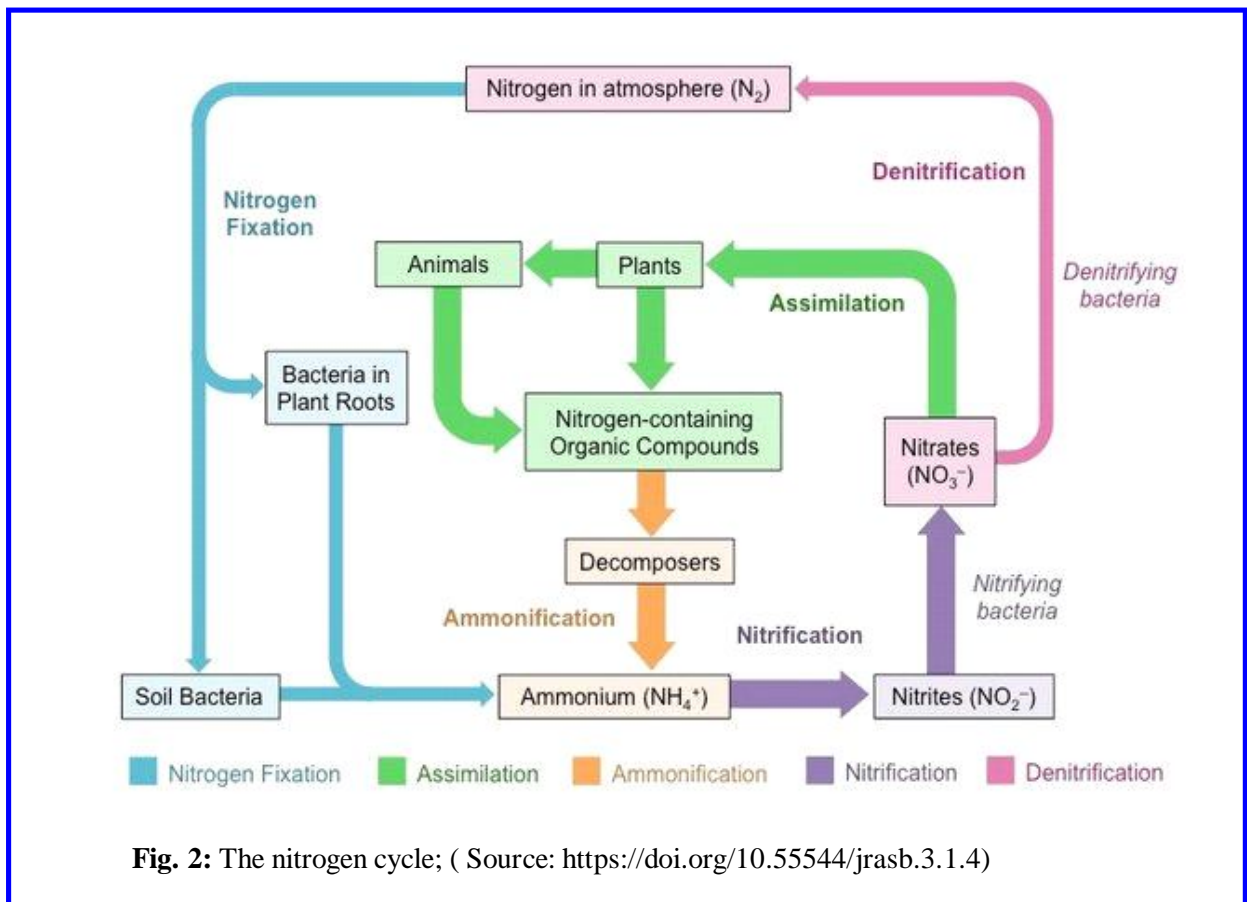 Nitrogen in atmosphere (N₂)
Denitrification
Nitrogen
Fixation
Animals
Plants
Denitrifying
bacteria
Assimilation
Bacteria in
Plant Roots
Nitrogen-containing
Organic Compounds
Nitrates
(NO₃⁻)
Decomposers
Nitrifying
bacteria
Ammonification
Nitrification
Soil Bacteria
Ammonium (NH₄⁺)
Nitrites (NO₂⁻)
Nitrogen Fixation
Assimilation
Ammonification
Nitrification
Denitrification
Fig. 2: The nitrogen cycle; ( Source: https://doi.org/10.55544/jrasb.3.1.4)